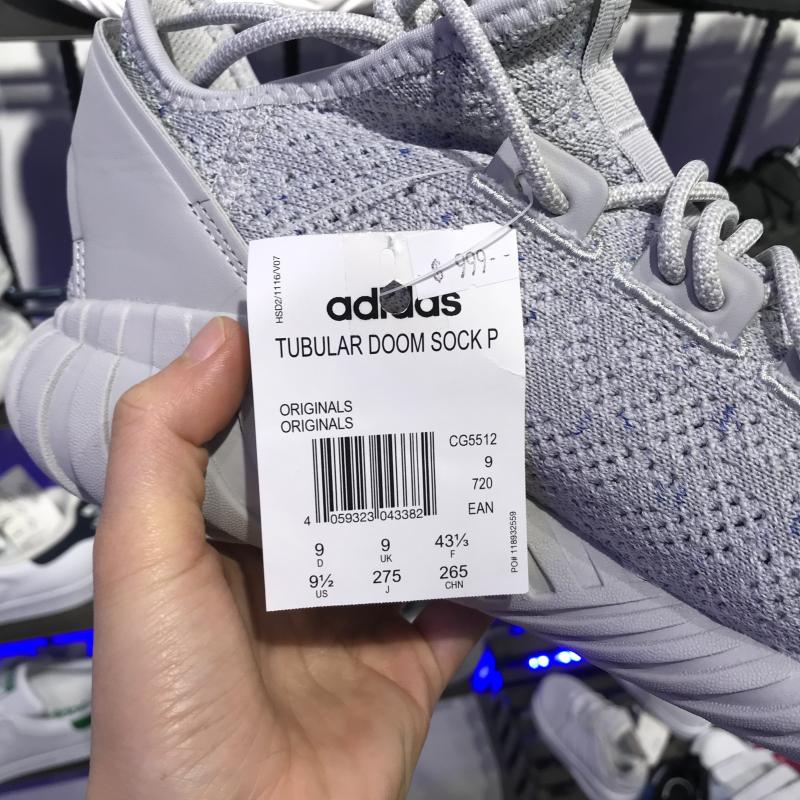 HSD2/1116/V07
$ 999--
adidas
TUBULAR DOOM SOCK P
ORIGINALS
ORIGINALS
CG5512
9
720
EAN
4 059323 043382
9 9 43⅓
D UK F
9½ 275 265
US J CHN
PO# 118932559